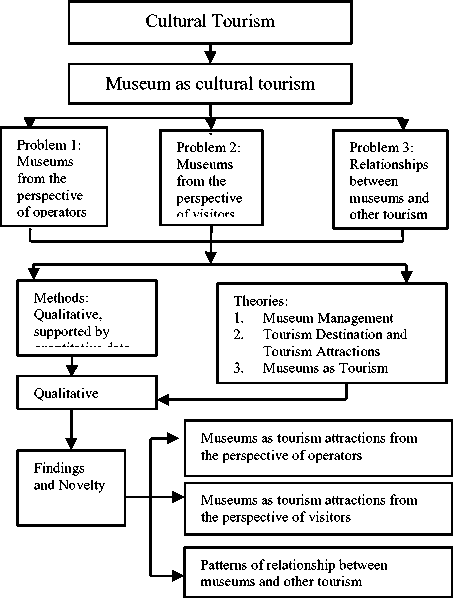 Cultural Tourism
Museum as cultural tourism
Problem 1:
Museums
from the
perspective
of operators
Problem 2:
Museums
from the
perspective
of visitors
Problem 3:
Relationships
between
museums and
other tourism
Methods:
Qualitative,
supported by
quantitative data
Theories:
1. Museum Management
2. Tourism Destination and
Tourism Attractions
3. Museums as Tourism
Qualitative
Findings
and Novelty
Museums as tourism attractions from
the perspective of operators
Museums as tourism attractions from
the perspective of visitors
Patterns of relationship between
museums and other tourism